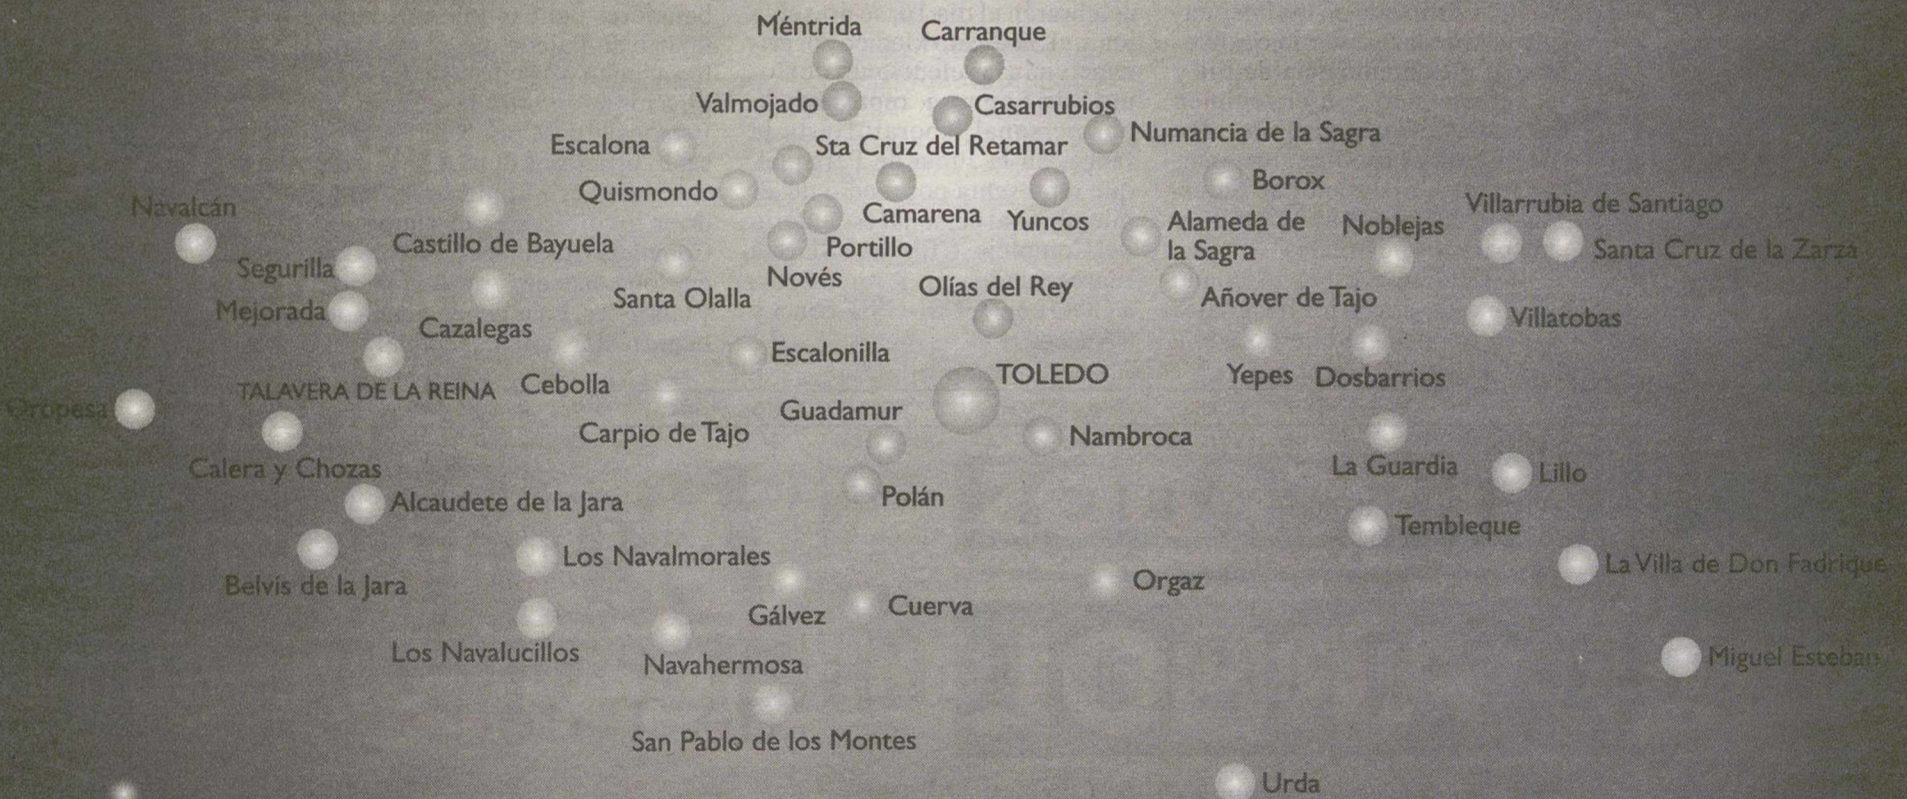 Méntrida
Carranque
Valmojado
Casarrubios
Numancia de la Sagra
Escalona
Sta Cruz del Retamar
Borox
Quismondo
Navalcán
Villarrubia de Santiago
Camarena
Yuncos
Alameda de
la Sagra
Noblejas
Castillo de Bayuela
Portillo
Santa Cruz de la Zarza
Segurilla
Novés
Santa Olalla
Olías del Rey
Añover de Tajo
Mejorada
Villatobas
Cazalegas
Escalonilla
TOLEDO
Yepes
Dosbarrios
TALAVERA DE LA REINA
Cebolla
Oropesa
Guadamur
Carpio de Tajo
Nambroca
Calera y Chozas
La Guardia
Lillo
Alcaudete de la Jara
Polán
Tembleque
Los Navalmorales
La Villa de Don Fadrique
Belvís de la Jara
Orgaz
Gálvez
Cuerva
Los Navalucillos
Navahermosa
Miguel Esteban
San Pablo de los Montes
Urda